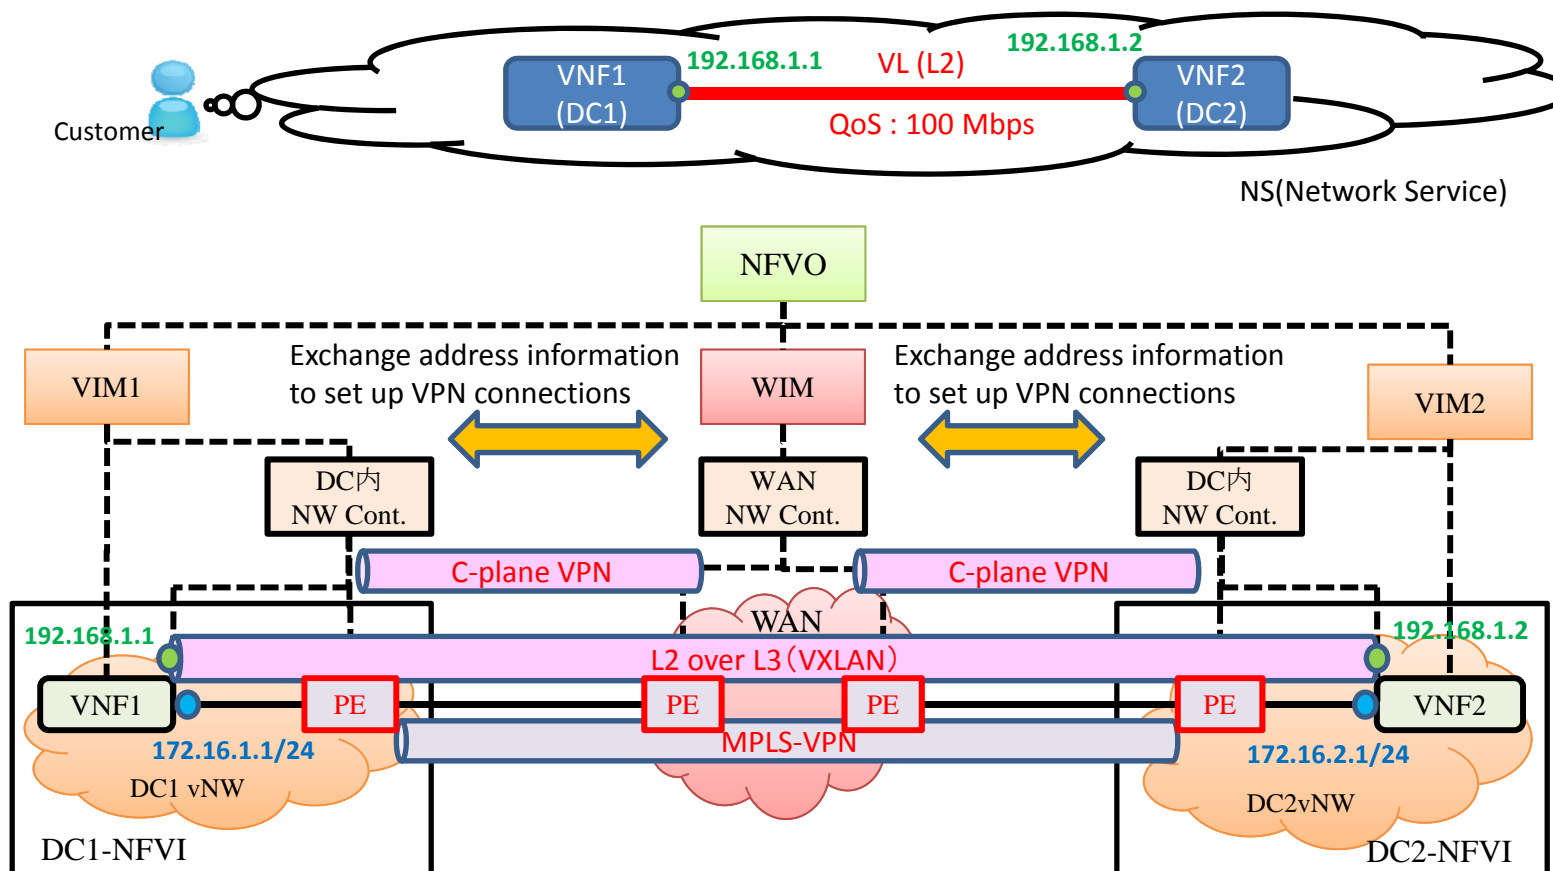 192.168.1.2
192.168.1.1
VL (L2)
VNF1
(DC1)
VNF2
(DC2)
QoS : 100 Mbps
Customer
NS(Network Service)
NFVO
Exchange address information
to set up VPN connections
Exchange address information
to set up VPN connections
VIM1
WIM
VIM2
DC内
NW Cont.
WAN
NW Cont.
DC内
NW Cont.
C-plane VPN
C-plane VPN
WAN
192.168.1.1
192.168.1.2
L2 over L3（VXLAN）
VNF1
PE
PE
PE
PE
VNF2
MPLS-VPN
172.16.1.1/24
172.16.2.1/24
DC1 vNW
DC2vNW
DC1-NFVI
DC2-NFVI